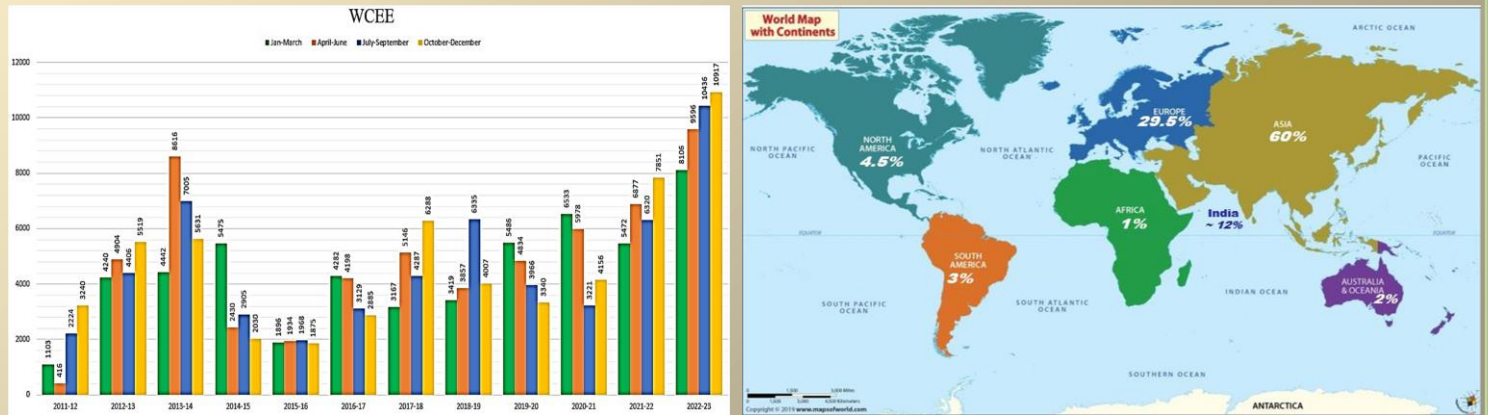 WCEE
Jan-March April-June July-September October-December
12000
10000
8000
6000
4000
2000
0
1103 416 2224 3240
4240 4904 4406 5519
4442 8616 7005 5631
5475 2430 2905 2030
1896 1934 1968 1875
4282 4198 3129 2885
3167 5146 4287 6288
3419 3857 6335 4007
5486 4834 3966 3340
6533 5978 3221 4156
5472 6877 6320 7851
8106 9596 10436 10917
2011-12 2012-13 2013-14 2014-15 2015-16 2016-17 2017-18 2018-19 2019-20 2020-21 2021-22 2022-23
World Map
with Continents
ARCTIC OCEAN
EUROPE
29.5%
ASIA
60%
NORTH
AMERICA
4.5%
NORTH PACIFIC
OCEAN
NORTH ATLANTIC
OCEAN
PACIFIC
OCEAN
AFRICA
1%
India
~ 12%
EQUATOR
EQUATOR
SOUTH
AMERICA
3%
AUSTRALIA
& OCEANIA
2%
INDIAN OCEAN
SOUTH PACIFIC
OCEAN
SOUTH ATLANTIC
OCEAN
SOUTHERN OCEAN
ANTARCTICA
Copyright © 2019 www.mapsofworld.com